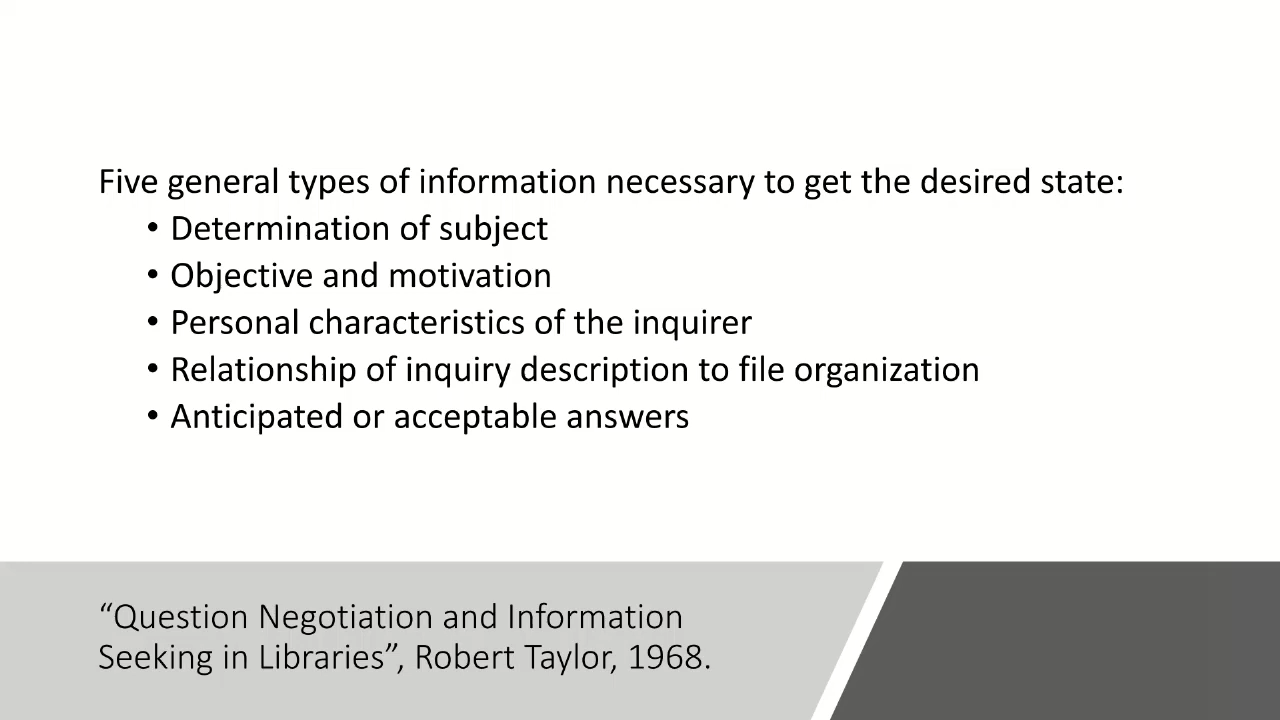 Five general types of information necessary to get the desired state:
• Determination of subject
• Objective and motivation
• Personal characteristics of the inquirer
• Relationship of inquiry description to file organization
• Anticipated or acceptable answers
“Question Negotiation and Information
Seeking in Libraries”, Robert Taylor, 1968.